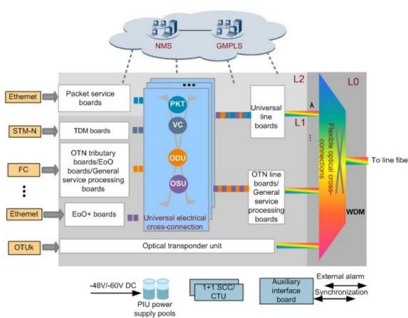 NMS
GMPLS
Ethernet
Packet service
boards
STM-N
TDM boards
FC
OTN tributary
boards/EoO
boards/General
service processing
boards
Ethernet
EoO+ boards
OTUk
Optical transponder unit
PKT
VC
ODU
OSU
Universal electrical
cross-connection
Universal
line
boards
OTN line
boards/
General
service
processing
boards
L2
L1
L0
λ
Flexible optical cross-
connections
WDM
To line fiber
-48V/-60V DC
PIU power
supply pools
1+1 SCC/
CTU
Auxiliary
interface
board
External alarm
Synchronization